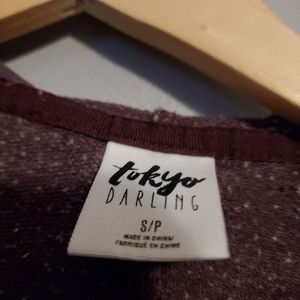 tokyo
DARLING
S/P
MADE IN CHINA/
FABRIQUÉ EN CHINE